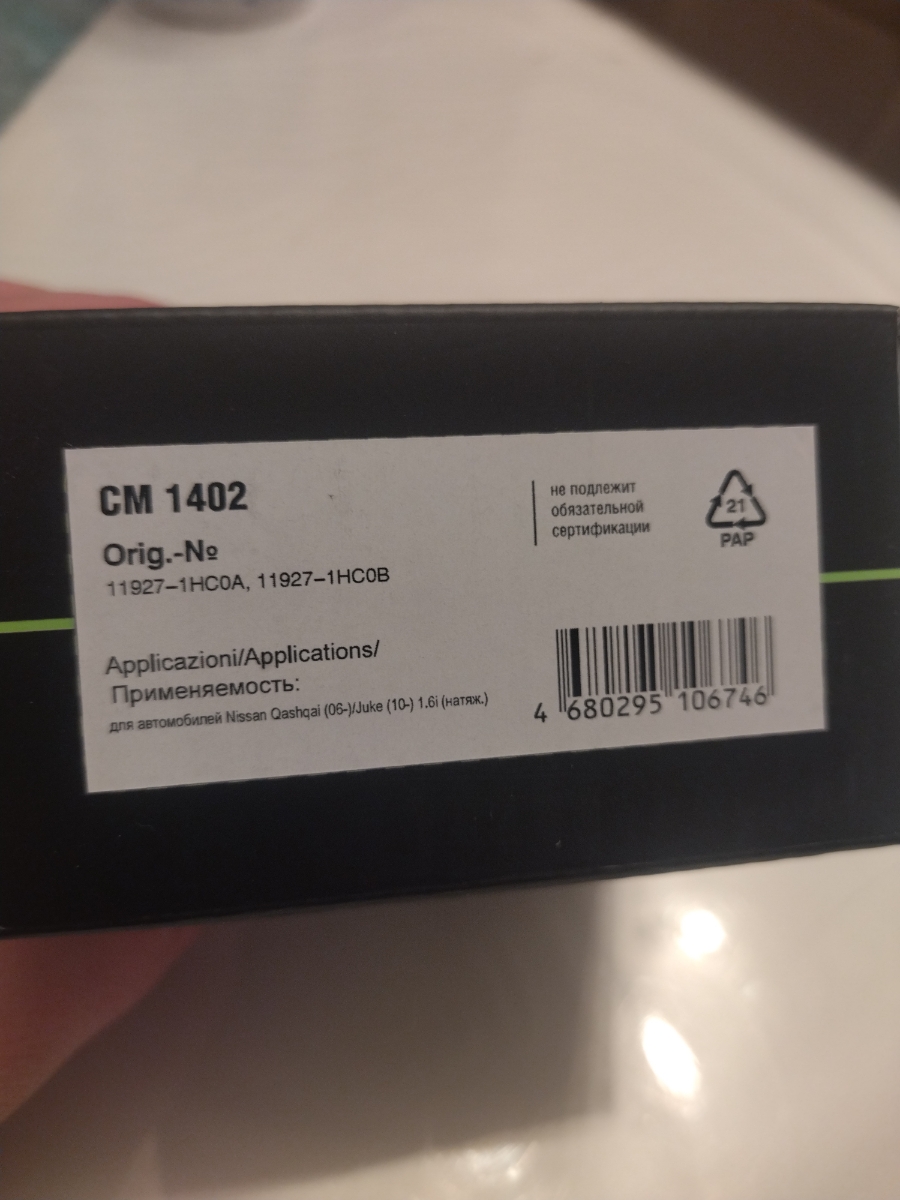 CM 1402
Orig.-№
11927–1HC0A, 11927–1HC0B
Applicazioni/Applications/
Применяемость:
для автомобилей Nissan Qashqai (06-)/Juke (10-) 1.6i (натяж.)
не подлежит
обязательной
сертификации
21
PAP
4 680295 106746